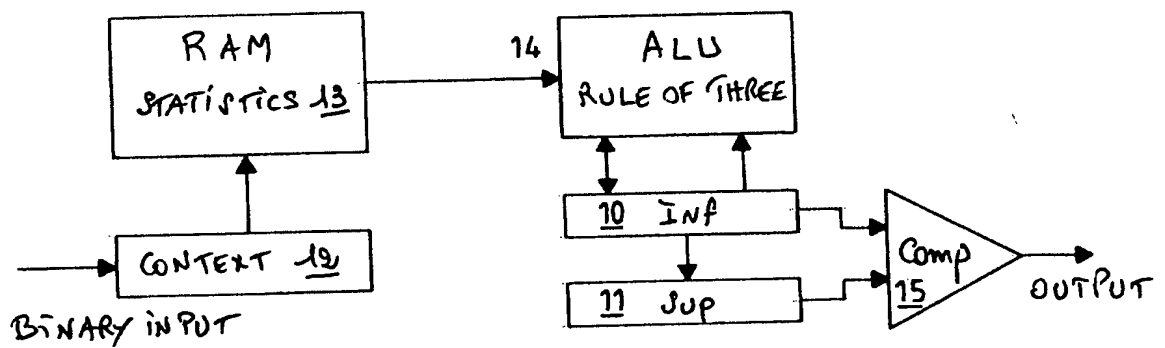 RAM
STATISTICS 13
14
ALU
RULE OF THREE
10 Inf
CONTEXT 12
11 Sup
Comp
15
OUTPUT
BINARY INPUT